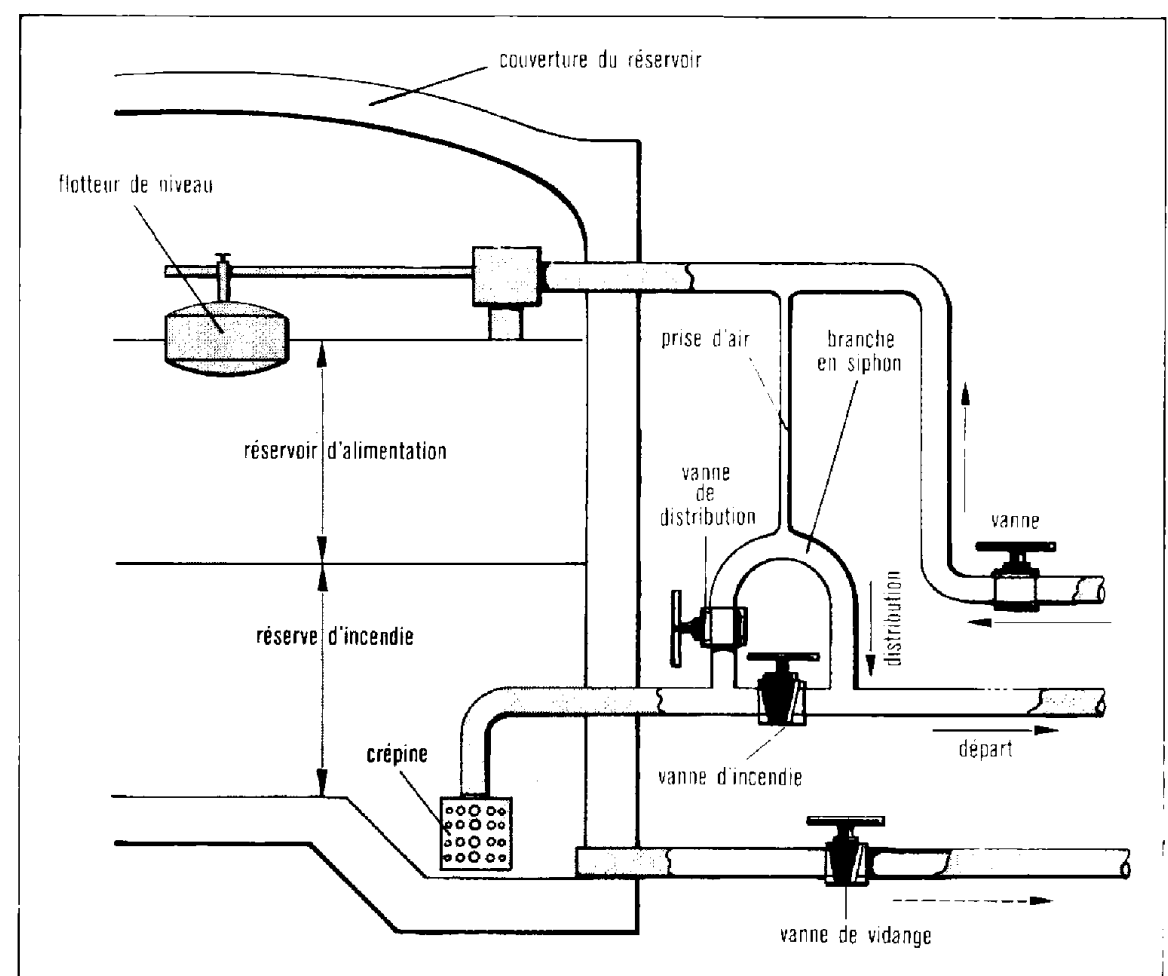 couverture du réservoir
flotteur de niveau
prise d'air
branche
en siphon
réservoir d'alimentation
vanne
de
distribution
vanne
réserve d'incendie
distribution
crépine
vanne d'incendie
départ
vanne de vidange